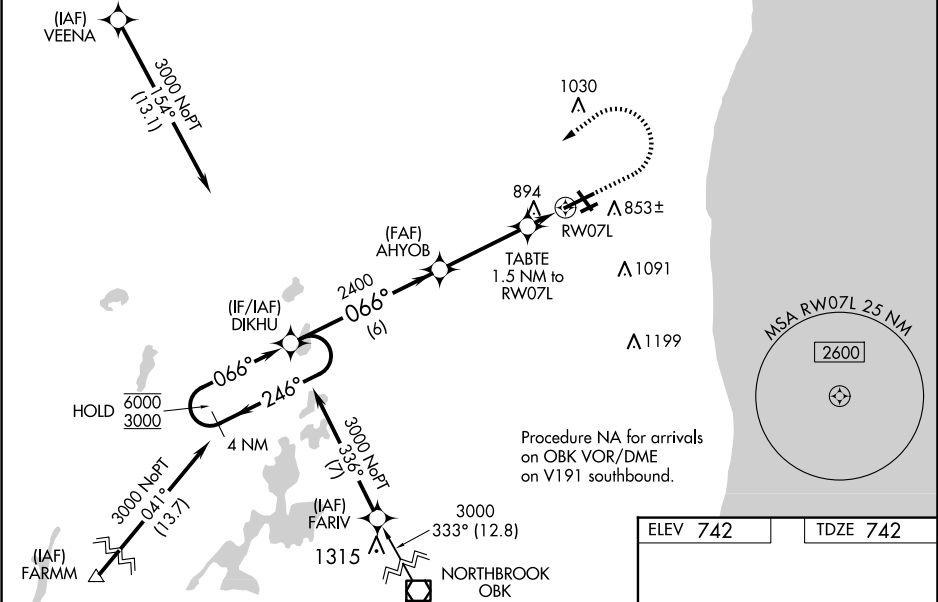 (IAF)
VEENA
3000 NoPT
154°
(13.1)
1030
894
853±
RW07L
(FAF)
AHYOB
TABTE
1.5 NM to
RW07L
1091
2400
066°
(6)
(IF/IAF)
DIKHU
1199
MSA RW07L 25 NM
2600
066°
246°
HOLD
6000
3000
4 NM
Procedure NA for arrivals
on OBK VOR/DME
on V191 southbound.
3000 NoPT
041°
(13.7)
3000 NoPT
336°
(7)
(IAF)
FARIV
1315
3000
333° (12.8)
(IAF)
FARMM
NORTHBROOK
OBK
ELEV 742
TDZE 742